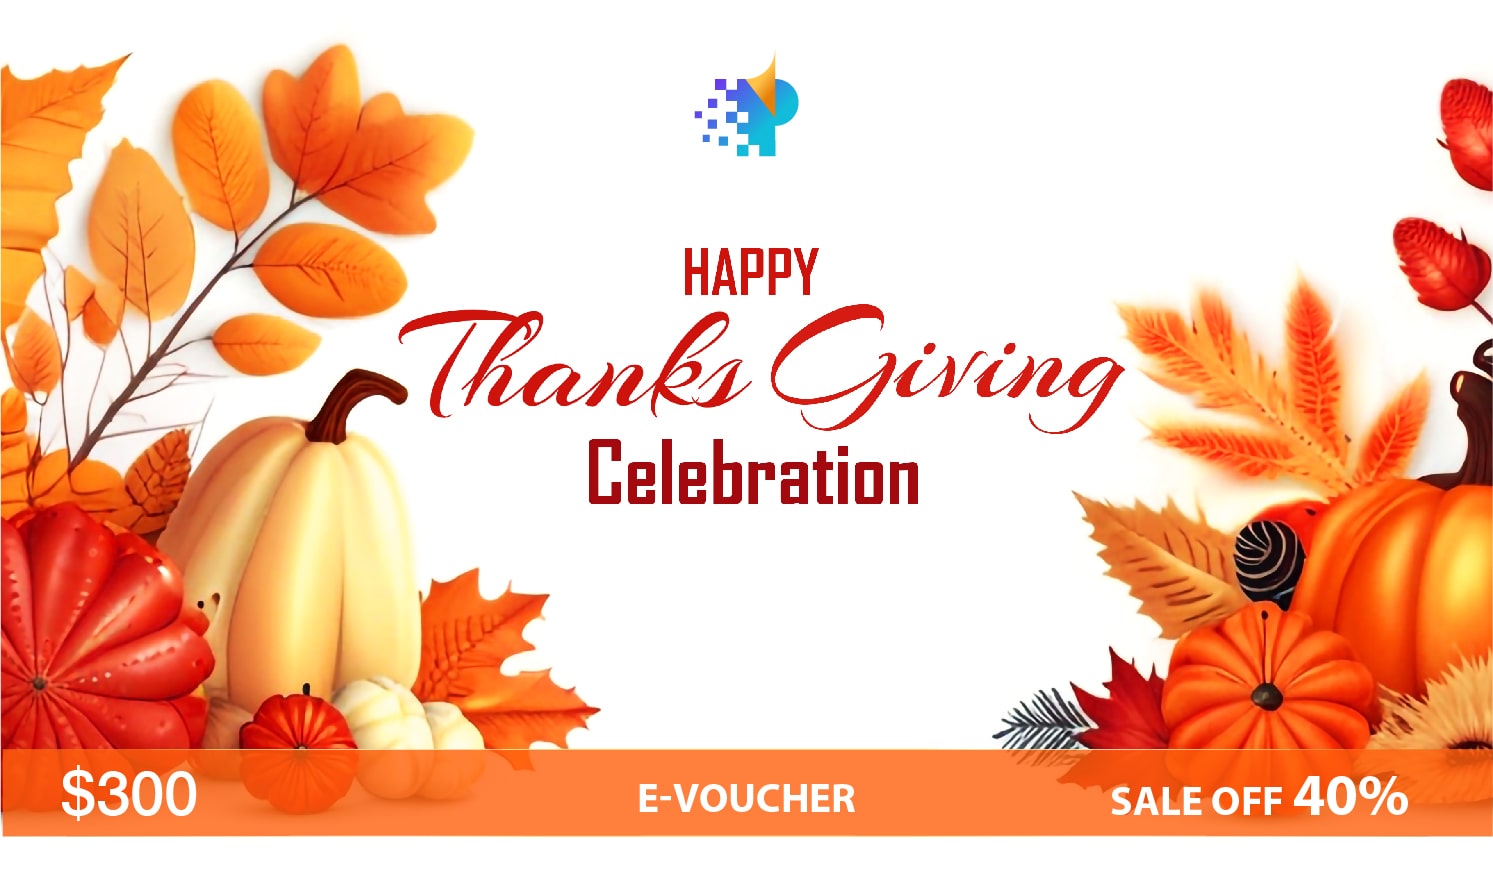 HAPPY
Thanks Giving
Celebration
$300
E-VOUCHER
SALE OFF 40%